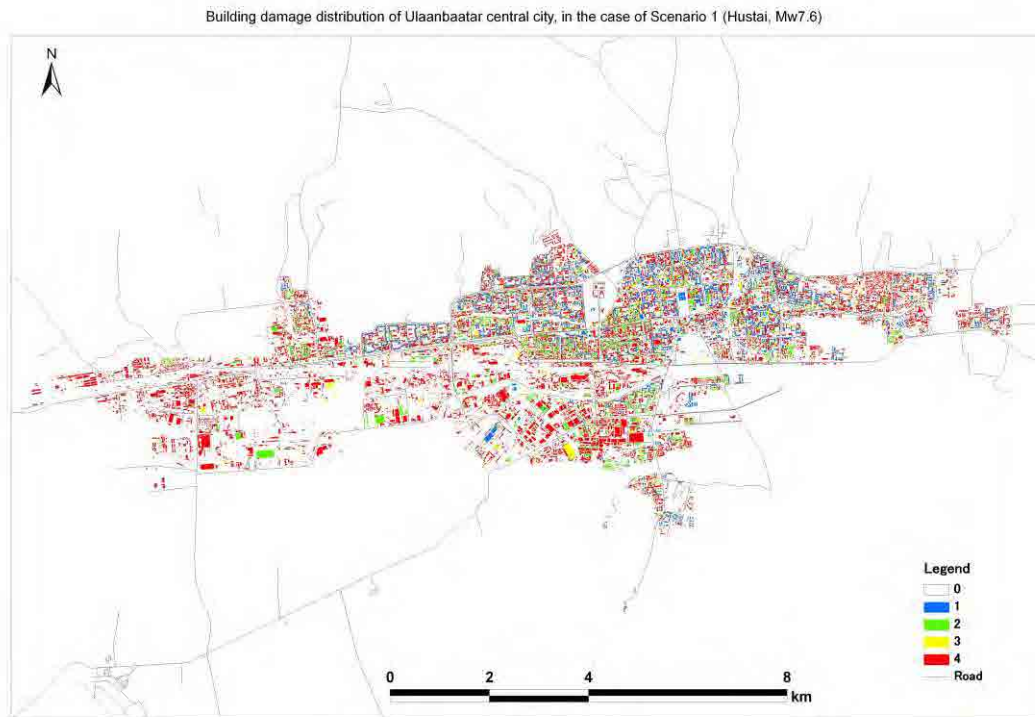 Building damage distribution of Ulaanbaatar central city, in the case of Scenario 1 (Hustai, Mw7.6)
N
Legend
0
1
2
3
4
Road
0 2 4 8
km